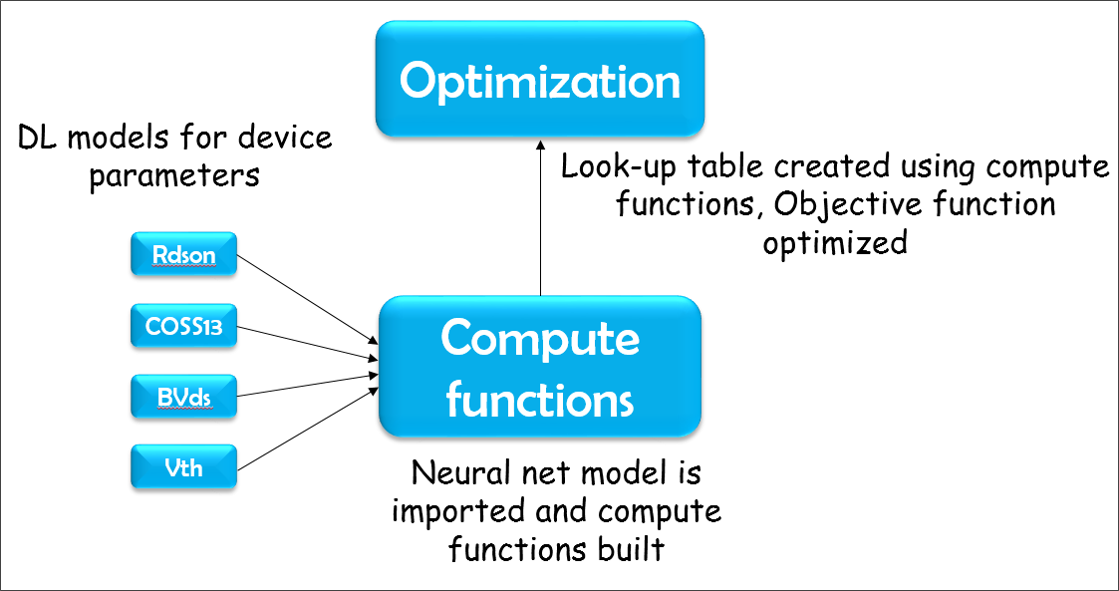 Optimization
DL models for device
parameters
Look-up table created using compute
functions, Objective function
optimized
Rdson
COSS13
BVds
Vth
Compute
functions
Neural net model is
imported and compute
functions built